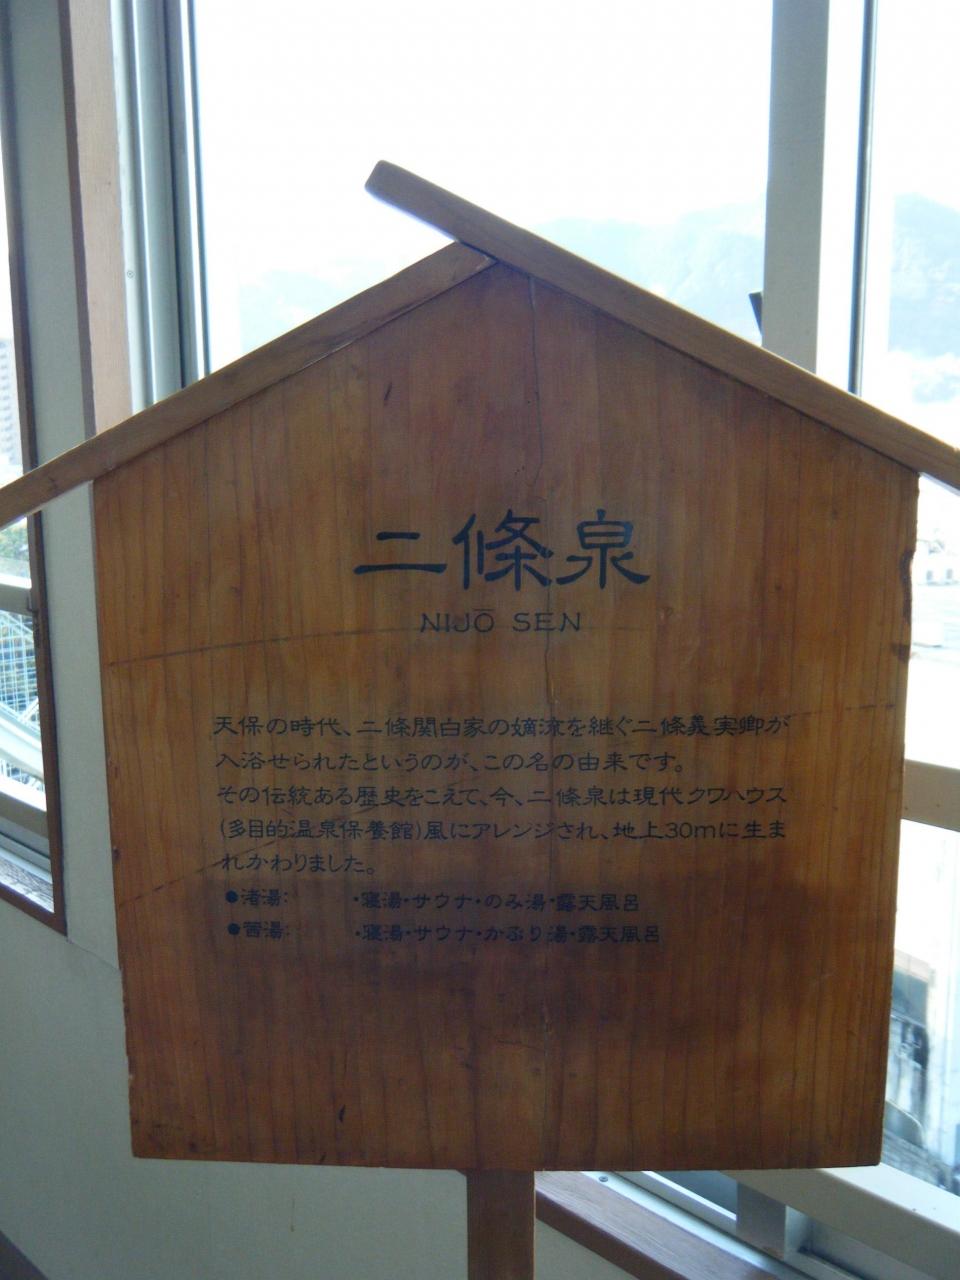 二條泉
NIJŌ SEN
天保の時代、二條関白家の嫡流を継ぐ二條義実卿が
入浴せられたというのが、この名の由来です。
その伝統ある歴史をこえて、今、二條泉は現代クワハウス
(多目的温泉保養館)風にアレンジされ、地上30mに生ま
れかわりました。
●渚湯: ・寝湯・サウナ・のみ湯・露天風呂
●菅湯: ・寝湯・サウナ・かぶり湯・露天風呂